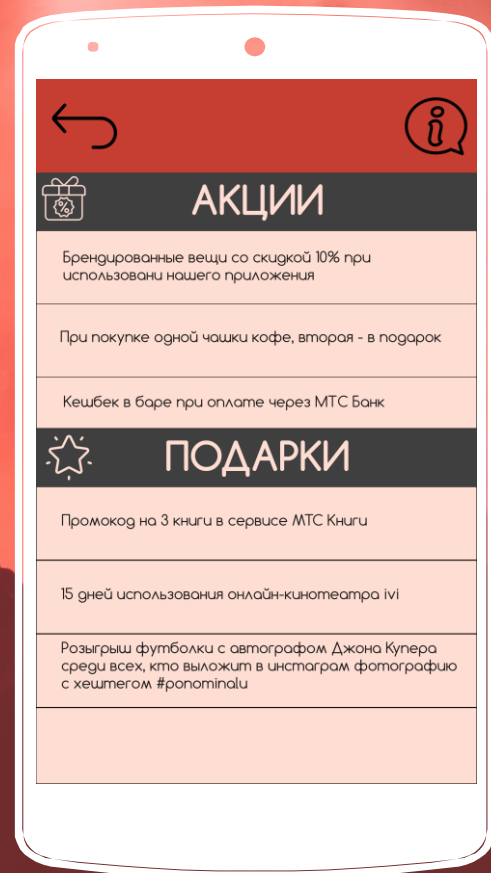 АКЦИИ
Брендированные вещи со скидкой 10% при
использовани нашего приложения
При покупке одной чашки кофе, вторая - в подарок
Кешбек в баре при оплате через МТС Банк
ПОДАРКИ
Промокод на 3 книги в сервисе МТС Книги
15 дней использования онлайн-кинотеатра ivi
Розыгрыш футболки с автографом Джона Купера
среди всех, кто выложит в инстаграм фотографию
с хештегом #ponominalu